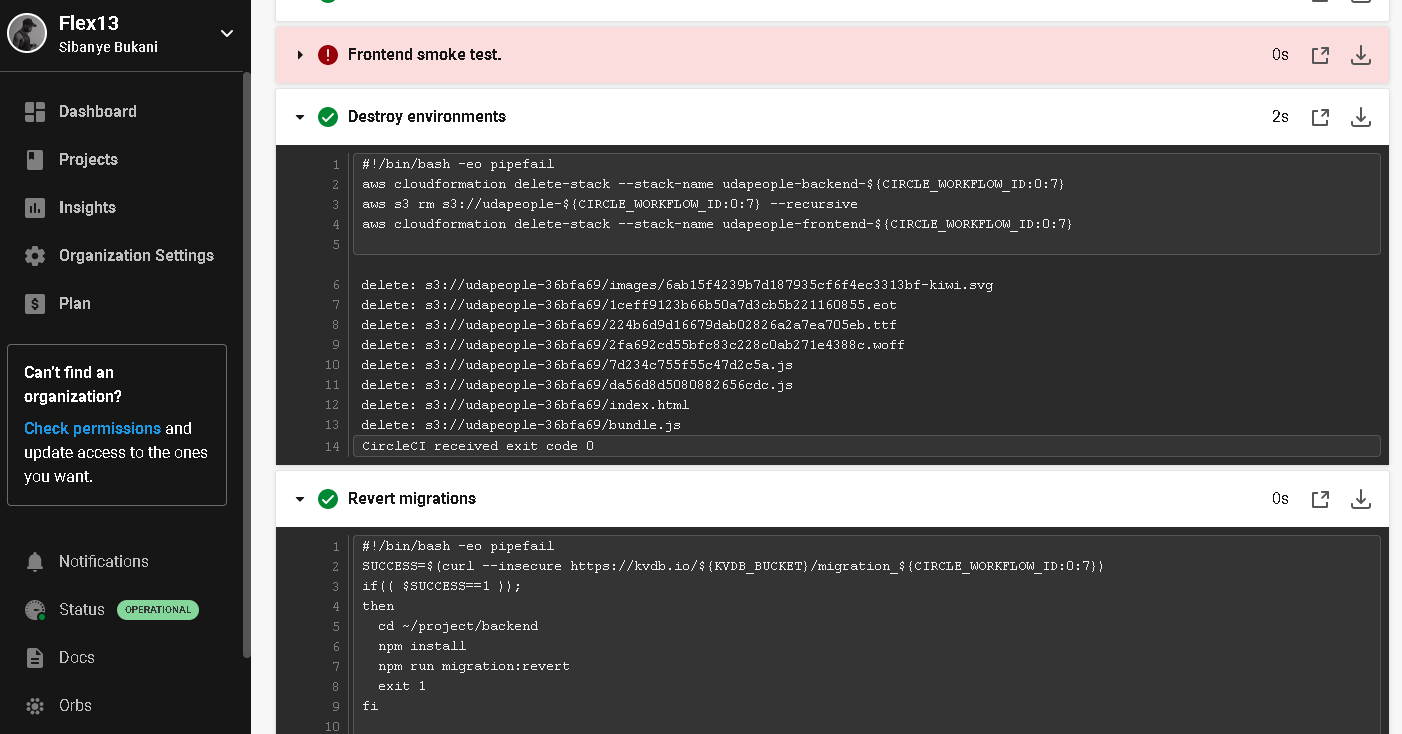 Flex13
Sibanye Bukani
Dashboard
Projects
Insights
Organization Settings
Plan
Can't find an
organization?
Check permissions and
update access to the ones
you want.
Notifications
Status OPERATIONAL
Docs
Orbs
Frontend smoke test. 0s
Destroy environments 2s
1 #!/bin/bash -eo pipefail
2 aws cloudformation delete-stack --stack-name udapeople-backend-${CIRCLE_WORKFLOW_ID:0:7}
3 aws s3 rm s3://udapeople-${CIRCLE_WORKFLOW_ID:0:7} --recursive
4 aws cloudformation delete-stack --stack-name udapeople-frontend-${CIRCLE_WORKFLOW_ID:0:7}
5
6 delete: s3://udapeople-36bfa69/images/6ab15f4239b7d187935cf6f4ec3313bf-kiwi.svg
7 delete: s3://udapeople-36bfa69/1ceff9123b66b50a7d3cb5b221160855.eot
8 delete: s3://udapeople-36bfa69/224b6d9d16679dab02826a2a7ea705eb.ttf
9 delete: s3://udapeople-36bfa69/2fa692cd55bfc83c228c0ab271e4388c.woff
10 delete: s3://udapeople-36bfa69/7d234c755f55c47d2c5a.js
11 delete: s3://udapeople-36bfa69/da56d8d5080882656cdc.js
12 delete: s3://udapeople-36bfa69/index.html
13 delete: s3://udapeople-36bfa69/bundle.js
14 CircleCI received exit code 0
Revert migrations 0s
1 #!/bin/bash -eo pipefail
2 SUCCESS=$(curl --insecure https://kvdb.io/${KVDB_BUCKET}/migration_${CIRCLE_WORKFLOW_ID:0:7})
3 if(( $SUCCESS==1 ));
4 then
5 cd ~/project/backend
6 npm install
7 npm run migration:revert
8 exit 1
9 fi
10